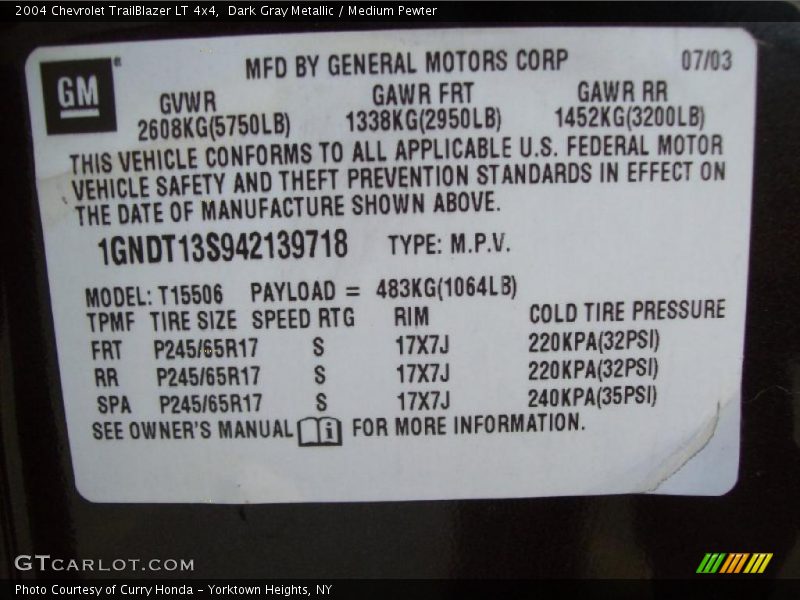 2004 Chevrolet TrailBlazer LT 4x4, Dark Gray Metallic / Medium Pewter
GM
MFD BY GENERAL MOTORS CORP 07/03
GVWR GAWR FRT GAWR RR
2608KG(5750LB) 1338KG(2950LB) 1452KG(3200LB)
THIS VEHICLE CONFORMS TO ALL APPLICABLE U.S. FEDERAL MOTOR
VEHICLE SAFETY AND THEFT PREVENTION STANDARDS IN EFFECT ON
THE DATE OF MANUFACTURE SHOWN ABOVE.
1GNDT13S942139718 TYPE: M.P.V.
MODEL: T15506 PAYLOAD = 483KG(1064LB)
TPMF TIRE SIZE SPEED RTG RIM COLD TIRE PRESSURE
FRT P245/65R17 S 17X7J 220KPA(32PSI)
RR P245/65R17 S 17X7J 220KPA(32PSI)
SPA P245/65R17 S 17X7J 240KPA(35PSI)
SEE OWNER'S MANUAL i FOR MORE INFORMATION.
GTCARLOT.COM
Photo Courtesy of Curry Honda - Yorktown Heights, NY